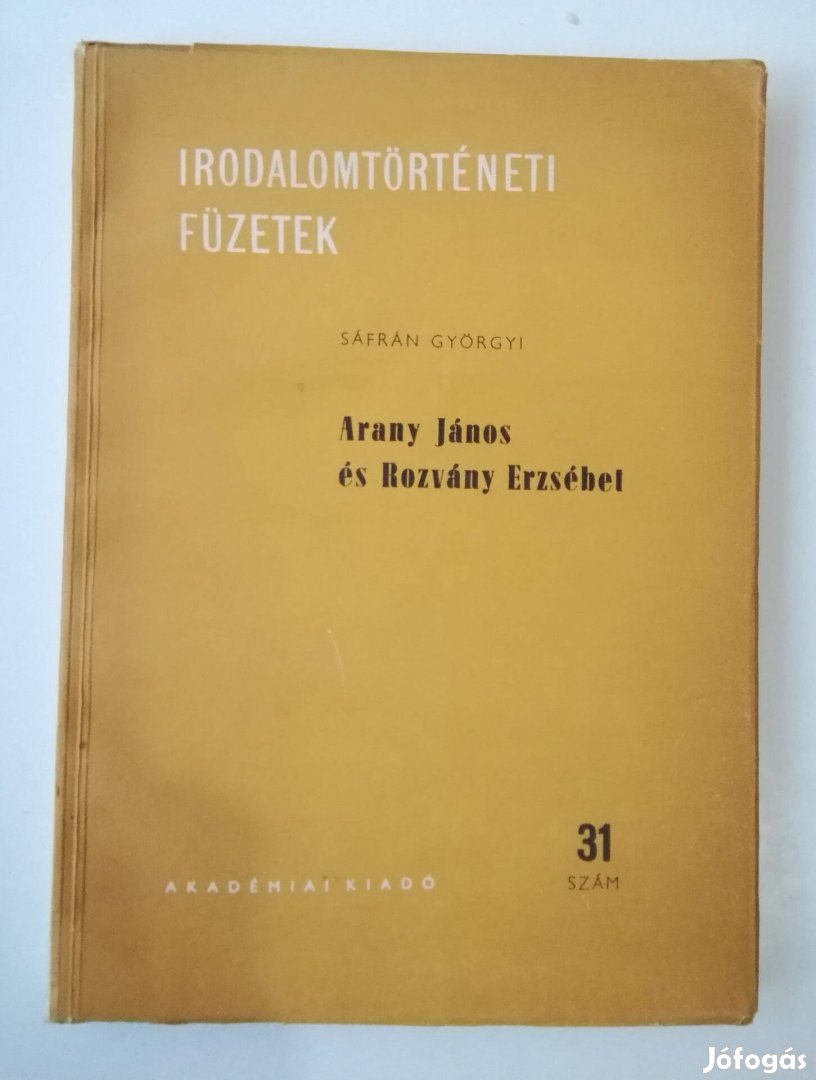 IRODALOMTÖRTÉNETI
FÜZETEK
SÁFRÁN GYÖRGYI
Arany János
és Rozvány Erzsébet
31
SZÁM
AKADÉMIAI KIADÓ
Jófogás